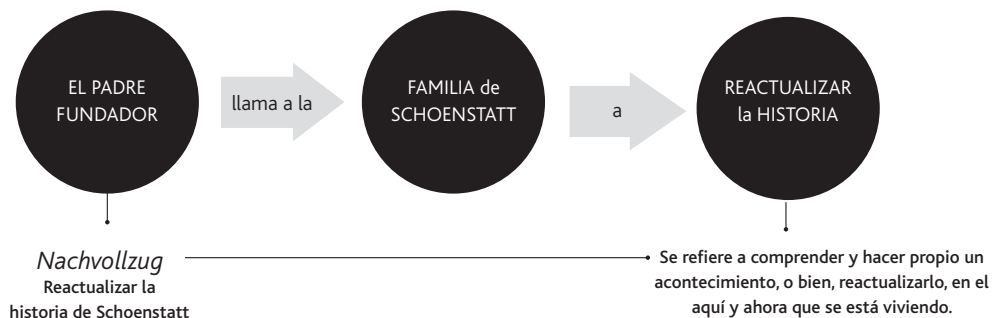 EL PADRE
FUNDADOR
llama a la
FAMILIA de
SCHOENSTATT
a
REACTUALIZAR
la HISTORIA
Nachvollzug
Reactualizar la
historia de Schoenstatt
Se refiere a comprender y hacer propio un
acontecimiento, o bien, reactualizarlo, en el
aquí y ahora que se está viviendo.